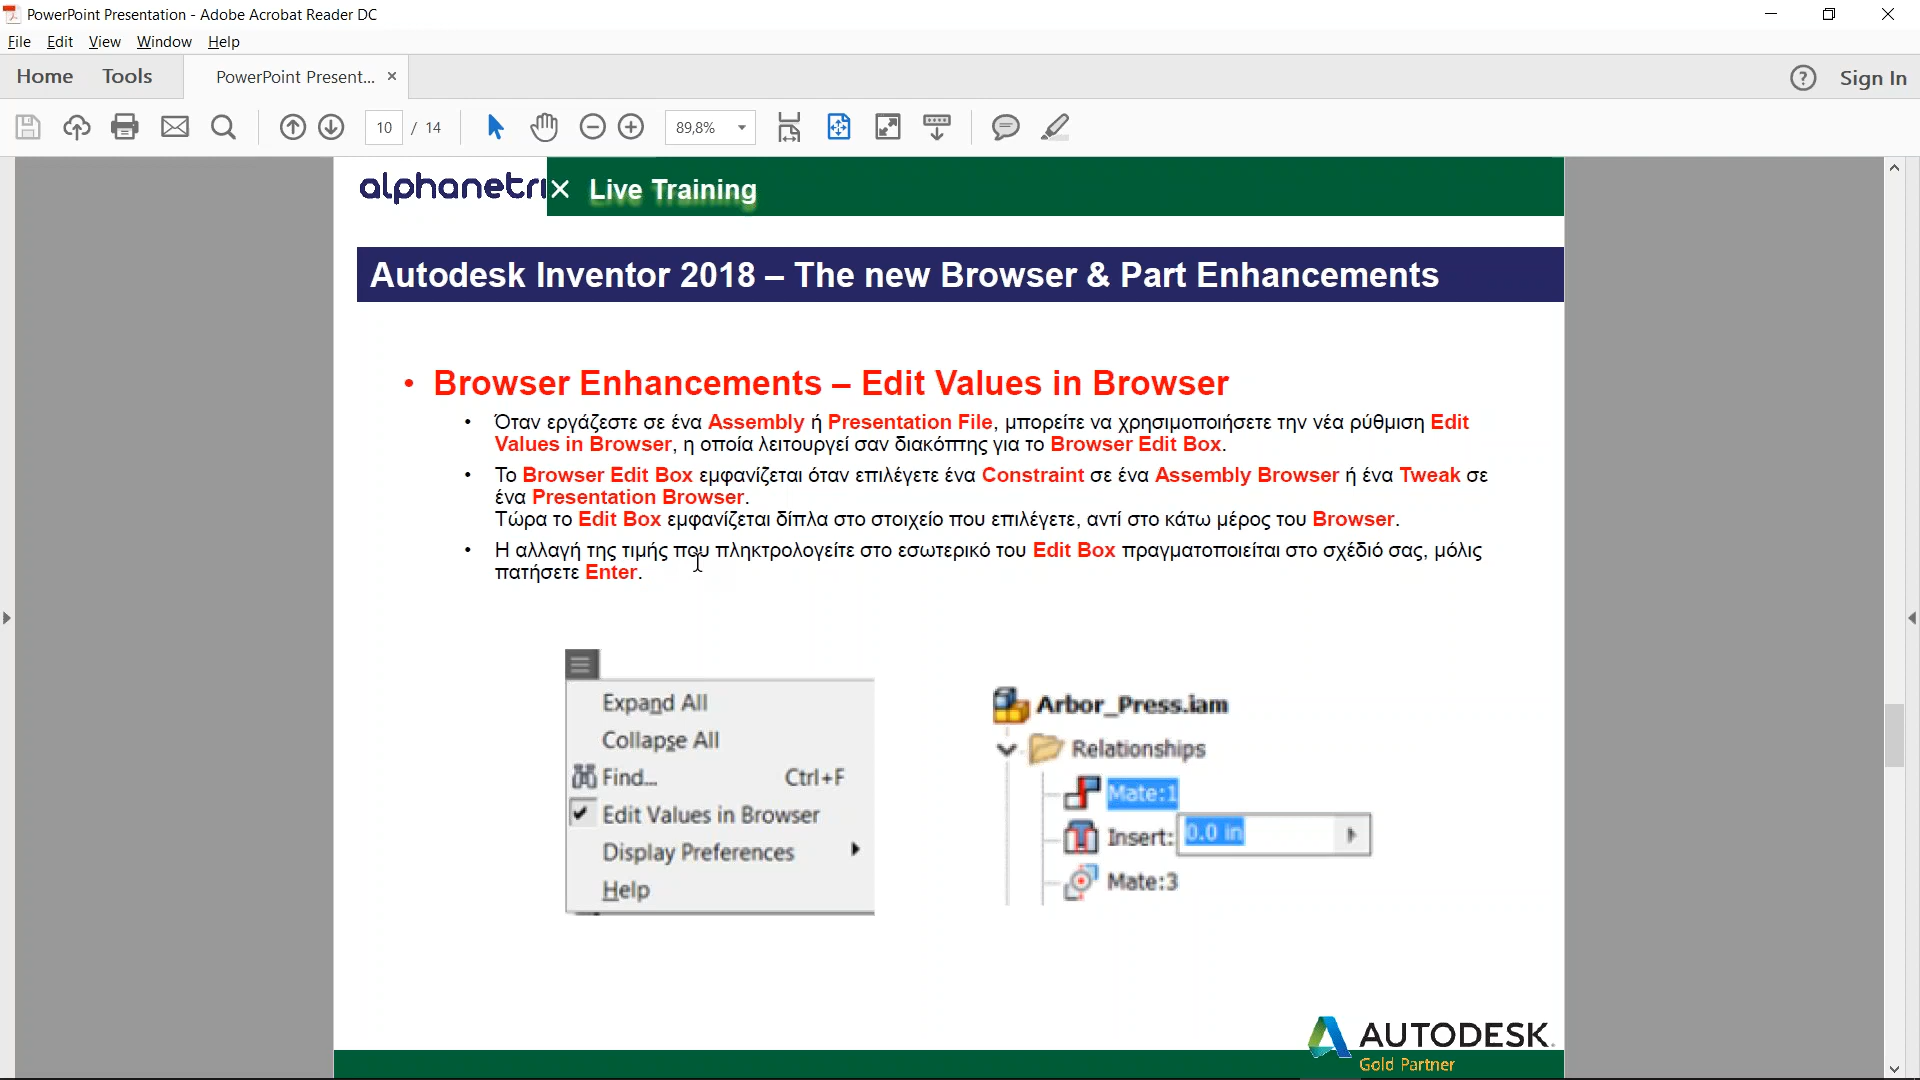 PowerPoint Presentation - Adobe Acrobat Reader DC
File Edit View Window Help
Home Tools PowerPoint Present... Sign In
10 / 14 89,8%
alphanetrix Live Training
Autodesk Inventor 2018 – The new Browser & Part Enhancements
• Browser Enhancements – Edit Values in Browser
• Όταν εργάζεστε σε ένα Assembly ή Presentation File, μπορείτε να χρησιμοποιήσετε την νέα ρύθμιση Edit
Values in Browser, η οποία λειτουργεί σαν διακόπτης για το Browser Edit Box.
• Το Browser Edit Box εμφανίζεται όταν επιλέγετε ένα Constraint σε ένα Assembly Browser ή ένα Tweak σε
ένα Presentation Browser.
Τώρα το Edit Box εμφανίζεται δίπλα στο στοιχείο που επιλέγετε, αντί στο κάτω μέρος του Browser.
• Η αλλαγή της τιμής που πληκτρολογείτε στο εσωτερικό του Edit Box πραγματοποιείται στο σχέδιό σας, μόλις
πατήσετε Enter.
Expand All
Collapse All
Find... Ctrl+F
Edit Values in Browser
Display Preferences
Help
Arbor_Press.iam
Relationships
Mate:1
Insert: 0.0 in
Mate:3
AUTODESK.
Gold Partner